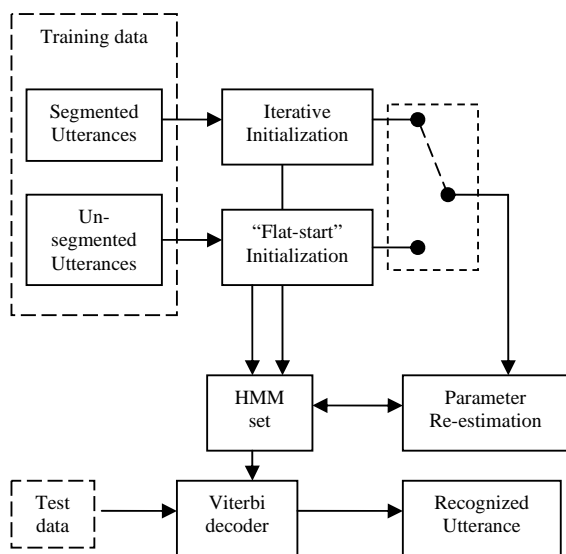 Training data
Segmented
Utterances
Iterative
Initialization
Un-
segmented
Utterances
“Flat-start”
Initialization
HMM
set
Parameter
Re-estimation
Test
data
Viterbi
decoder
Recognized
Utterance